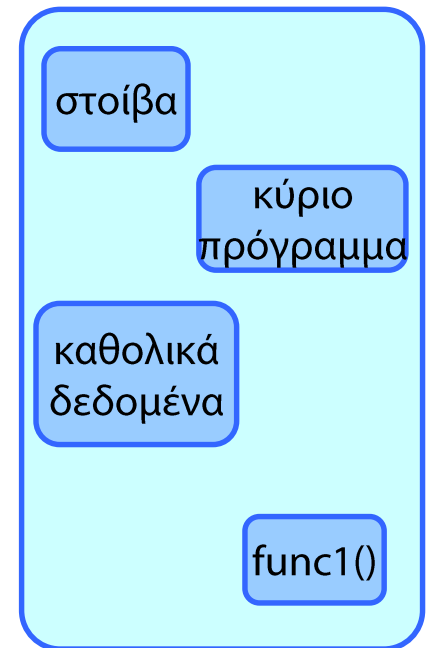 στοίβα
κύριο
πρόγραμμα
καθολικά
δεδομένα
func1()